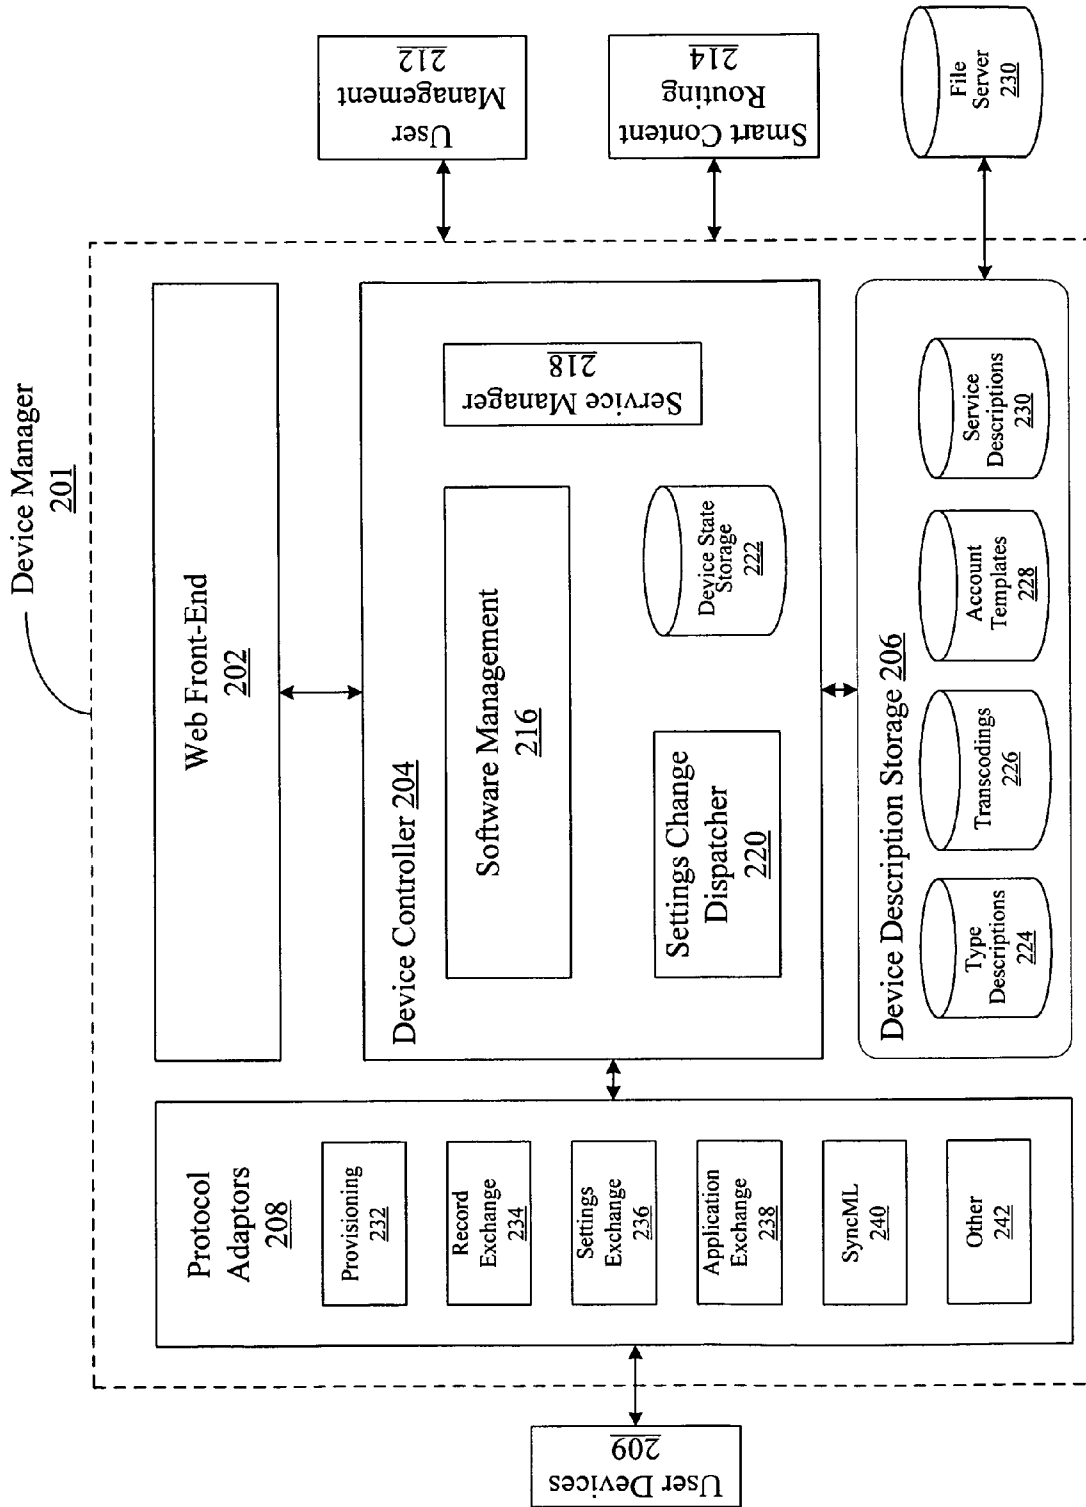 Device Manager
201
Web Front-End
202
User
Management
212
Smart Content
Routing
214
File
Server
230
Protocol
Adaptors
208
Provisioning
232
Record
Exchange
234
Settings
Exchange
236
Application
Exchange
238
SyncML
240
Other
242
User Devices
209
Device Controller 204
Software Management
216
Service Manager
218
Settings Change
Dispatcher
220
Device State
Storage
222
Device Description Storage 206
Type
Descriptions
224
Transcodings
226
Account
Templates
228
Service
Descriptions
230